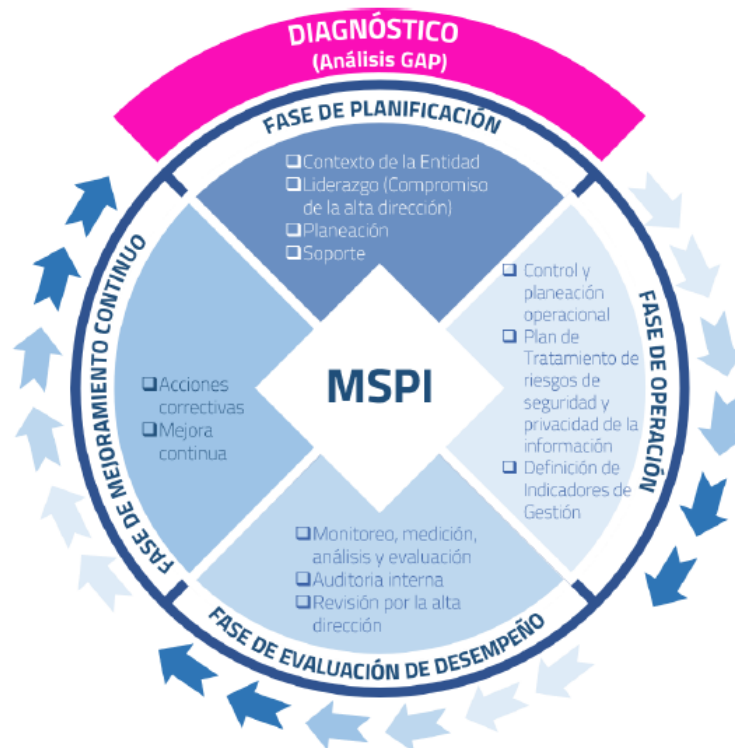 DIAGNÓSTICO
(Análisis GAP)
FASE DE PLANIFICACIÓN
❑Contexto de la Entidad
❑Liderazgo (Compromiso
de la alta dirección)
❑Planeación
❑Soporte
FASE DE OPERACIÓN
❑ Control y
planeación
operacional
❑ Plan de
Tratamiento de
riesgos de
seguridad y
privacidad de la
información
❑ Definición de
Indicadores de
Gestión
MSPI
FASE DE EVALUACIÓN DE DESEMPEÑO
❑Monitoreo, medición,
análisis y evaluación
❑Auditoria interna
❑Revisión por la alta
dirección
FASE DE MEJORAMIENTO CONTINUO
❑Acciones
correctivas
❑Mejora
continua